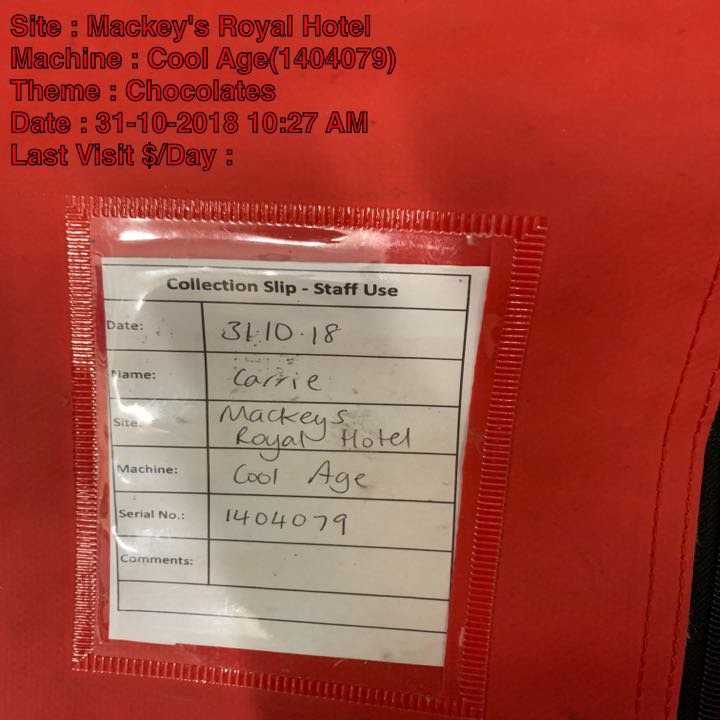 Site : Mackey's Royal Hotel
Machine : Cool Age(1404079)
Theme : Chocolates
Date : 31-10-2018 10:27 AM
Last Visit $/Day :
Collection Slip - Staff Use
Date: 31.10.18
Name: Carrie
Site: Mackeys
Royal Hotel
Machine: Cool Age
Serial No.: 1404079
Comments: